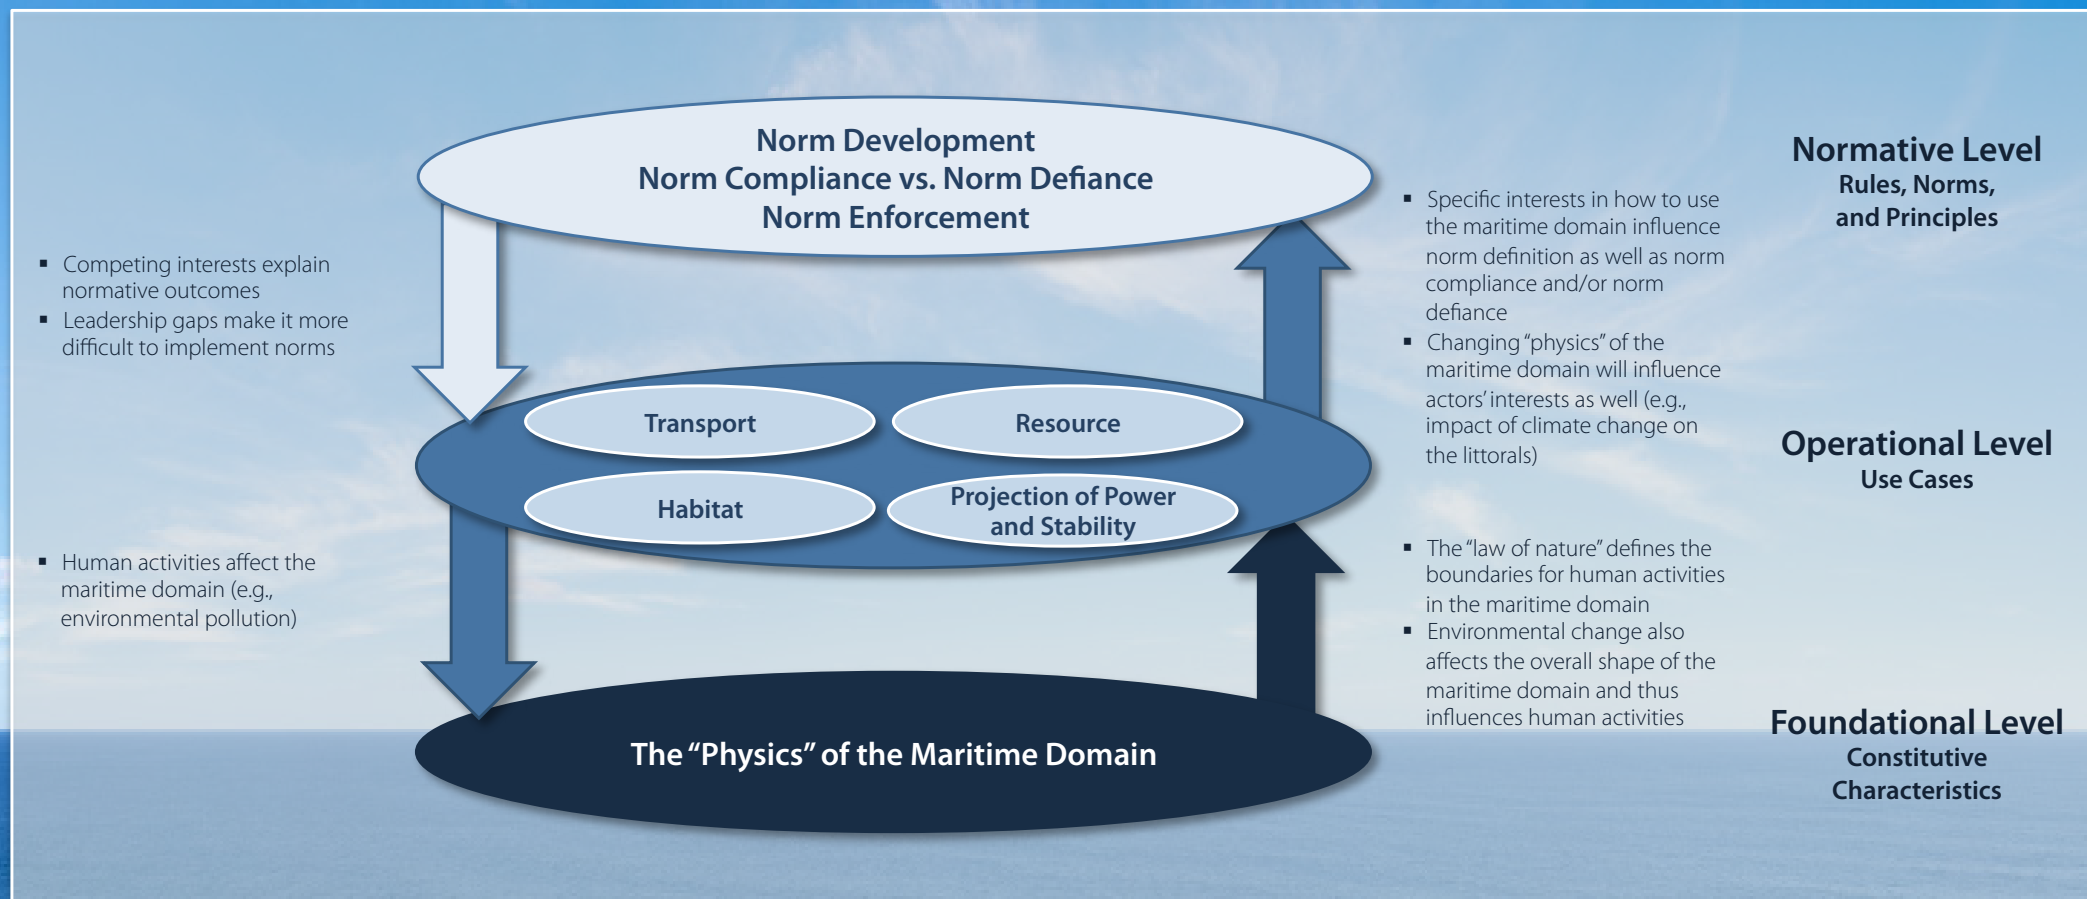 Norm Development
Norm Compliance vs. Norm Defiance
Norm Enforcement
Normative Level
Rules, Norms,
and Principles
▪ Competing interests explain
normative outcomes
▪ Leadership gaps make it more
difficult to implement norms
▪ Specific interests in how to use
the maritime domain influence
norm definition as well as norm
compliance and/or norm
defiance
▪ Changing “physics” of the
maritime domain will influence
actors’ interests as well (e.g.,
impact of climate change on
the littorals)
Transport
Resource
Habitat
Projection of Power
and Stability
Operational Level
Use Cases
▪ Human activities affect the
maritime domain (e.g.,
environmental pollution)
▪ The “law of nature” defines the
boundaries for human activities
in the maritime domain
▪ Environmental change also
affects the overall shape of the
maritime domain and thus
influences human activities
The “Physics” of the Maritime Domain
Foundational Level
Constitutive
Characteristics